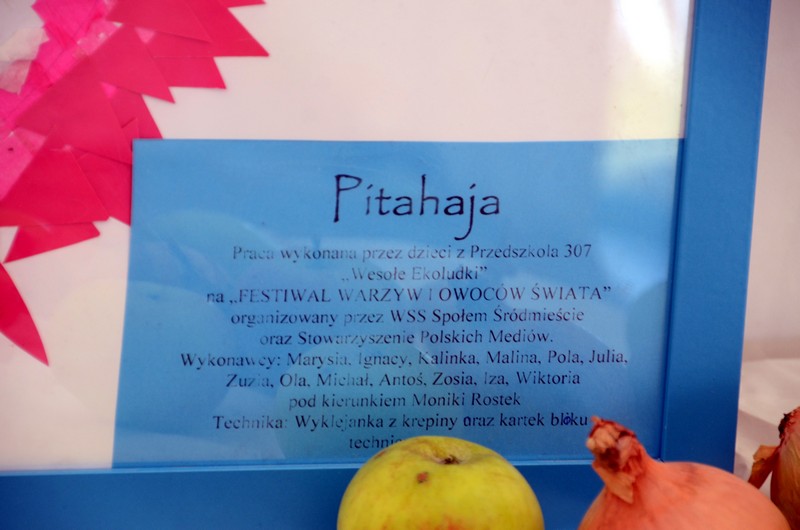 Pitahaja
Praca wykonana przez dzieci z Przedszkola 307
„Wesołe Ekoludki”
na „FESTIWAL WARZYW I OWOCÓW ŚWIATA”
organizowany przez WSS Społem Śródmieście
oraz Stowarzyszenie Polskich Mediów.
Wykonawcy: Marysia, Ignacy, Kalinka, Malina, Pola, Julia,
Zuzia, Ola, Michał, Antoś, Zosia, Iza, Wiktoria
pod kierunkiem Moniki Rostek
Technika: Wyklejanka z krepiny oraz kartek bloku